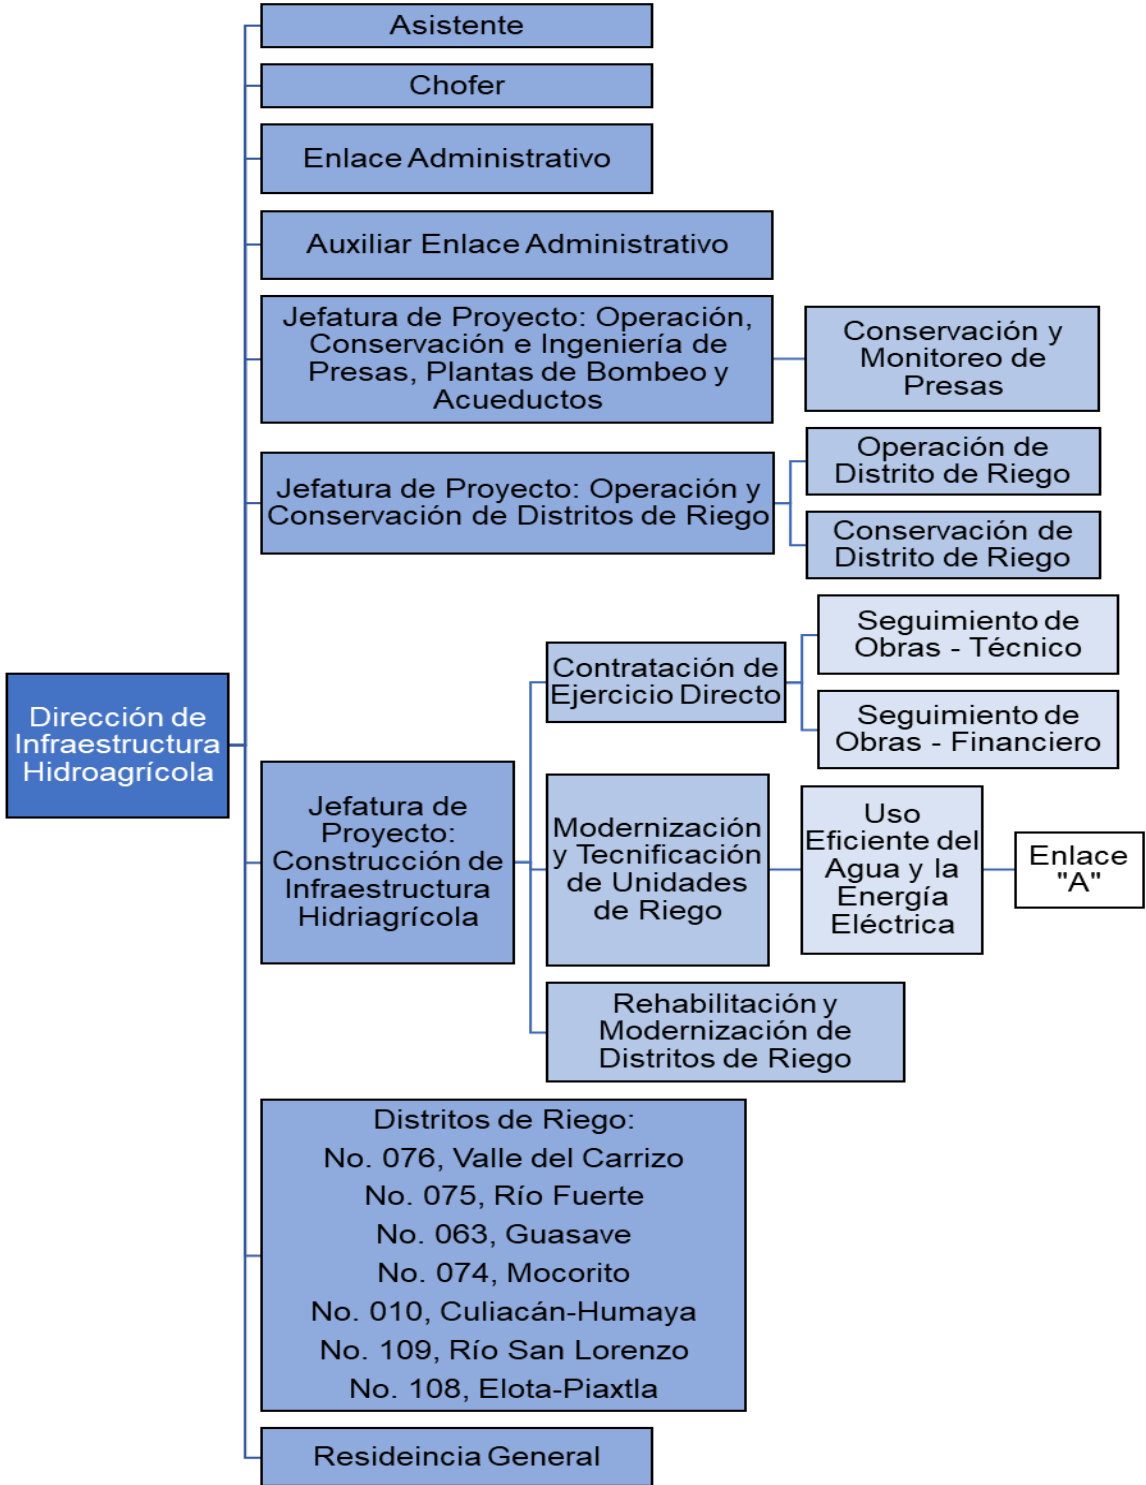 Asistente
Chofer
Enlace Administrativo
Auxiliar Enlace Administrativo
Jefatura de Proyecto: Operación,
Conservación e Ingeniería de
Presas, Plantas de Bombeo y
Acueductos
Conservación y
Monitoreo de
Presas
Jefatura de Proyecto: Operación y
Conservación de Distritos de Riego
Operación de
Distrito de Riego
Conservación de
Distrito de Riego
Dirección de
Infraestructura
Hidroagrícola
Jefatura de
Proyecto:
Construcción de
Infraestructura
Hidriagrícola
Contratación de
Ejercicio Directo
Seguimiento de
Obras - Técnico
Seguimiento de
Obras - Financiero
Modernización
y Tecnificación
de Unidades
de Riego
Uso
Eficiente del
Agua y la
Energía
Eléctrica
Enlace
"A"
Rehabilitación y
Modernización de
Distritos de Riego
Distritos de Riego:
No. 076, Valle del Carrizo
No. 075, Río Fuerte
No. 063, Guasave
No. 074, Mocorito
No. 010, Culiacán-Humaya
No. 109, Río San Lorenzo
No. 108, Elota-Piaxtla
Resideincia General